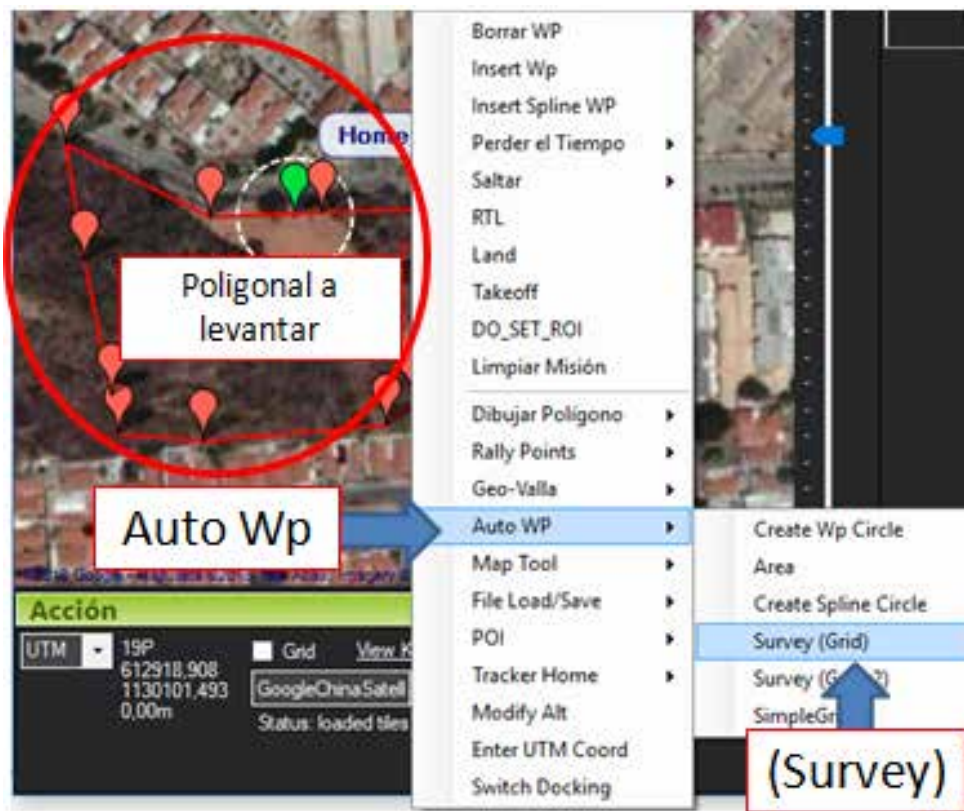 Borrar WP
Insert Wp
Insert Spline WP
Perder el Tiempo
Saltar
RTL
Land
Takeoff
DO_SET_ROI
Limpiar Misión
Dibujar Polígono
Rally Points
Geo-Valla
Auto WP
Map Tool
File Load/Save
POI
Tracker Home
Modify Alt
Enter UTM Coord
Switch Docking
Home
Poligonal a
levantar
Auto Wp
Create Wp Circle
Area
Create Spline Circle
Survey (Grid)
Survey
(Survey)
Acción
UTM
19P
612918,908
1130101,493
0,00m
Grid
View
GoogleChinaSatell
Status: loaded tiles